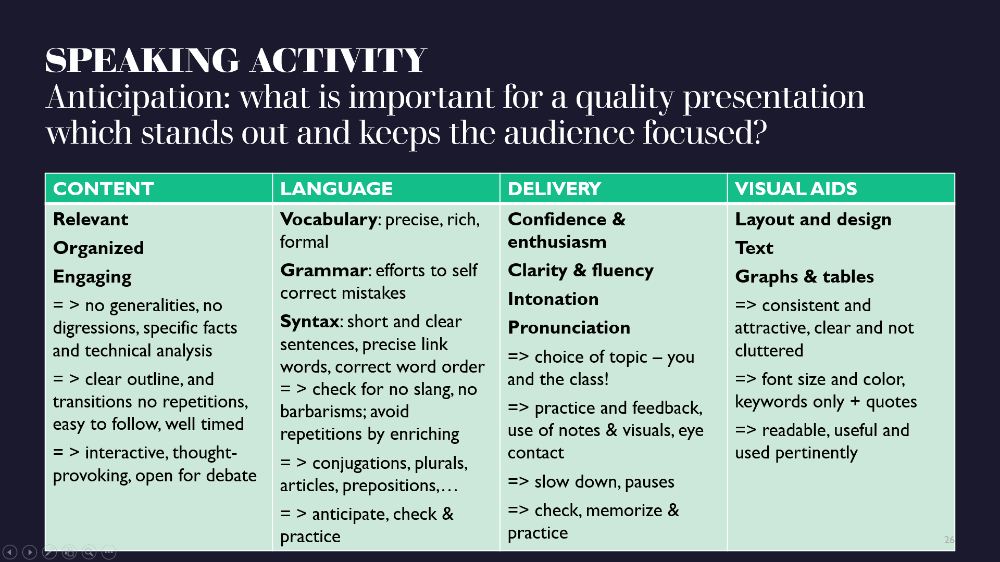 SPEAKING ACTIVITY
Anticipation: what is important for a quality presentation
which stands out and keeps the audience focused?
CONTENT
Relevant
Organized
Engaging
= > no generalities, no
digressions, specific facts
and technical analysis
= > clear outline, and
transitions no repetitions,
easy to follow, well timed
= > interactive, thought-
provoking, open for debate
LANGUAGE
Vocabulary: precise, rich,
formal
Grammar: efforts to self
correct mistakes
Syntax: short and clear
sentences, precise link
words, correct word order
= > check for no slang, no
barbarisms; avoid
repetitions by enriching
= > conjugations, plurals,
articles, prepositions,…
= > anticipate, check &
practice
DELIVERY
Confidence &
enthusiasm
Clarity & fluency
Intonation
Pronunciation
=> choice of topic – you
and the class!
=> practice and feedback,
use of notes & visuals, eye
contact
=> slow down, pauses
=> check, memorize &
practice
VISUAL AIDS
Layout and design
Text
Graphs & tables
=> consistent and
attractive, clear and not
cluttered
=> font size and color,
keywords only + quotes
=> readable, useful and
used pertinently
26